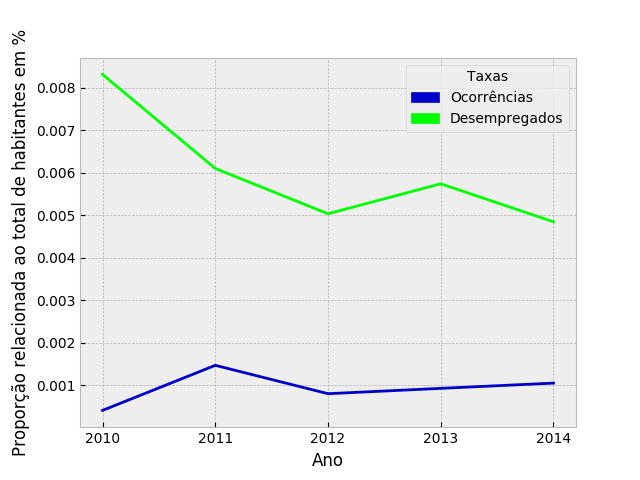 Proporção relacionada ao total de habitantes em %
0.008
0.007
0.006
0.005
0.004
0.003
0.002
0.001
Taxas
Ocorrências
Desempregados
2010 2011 2012 2013 2014
Ano